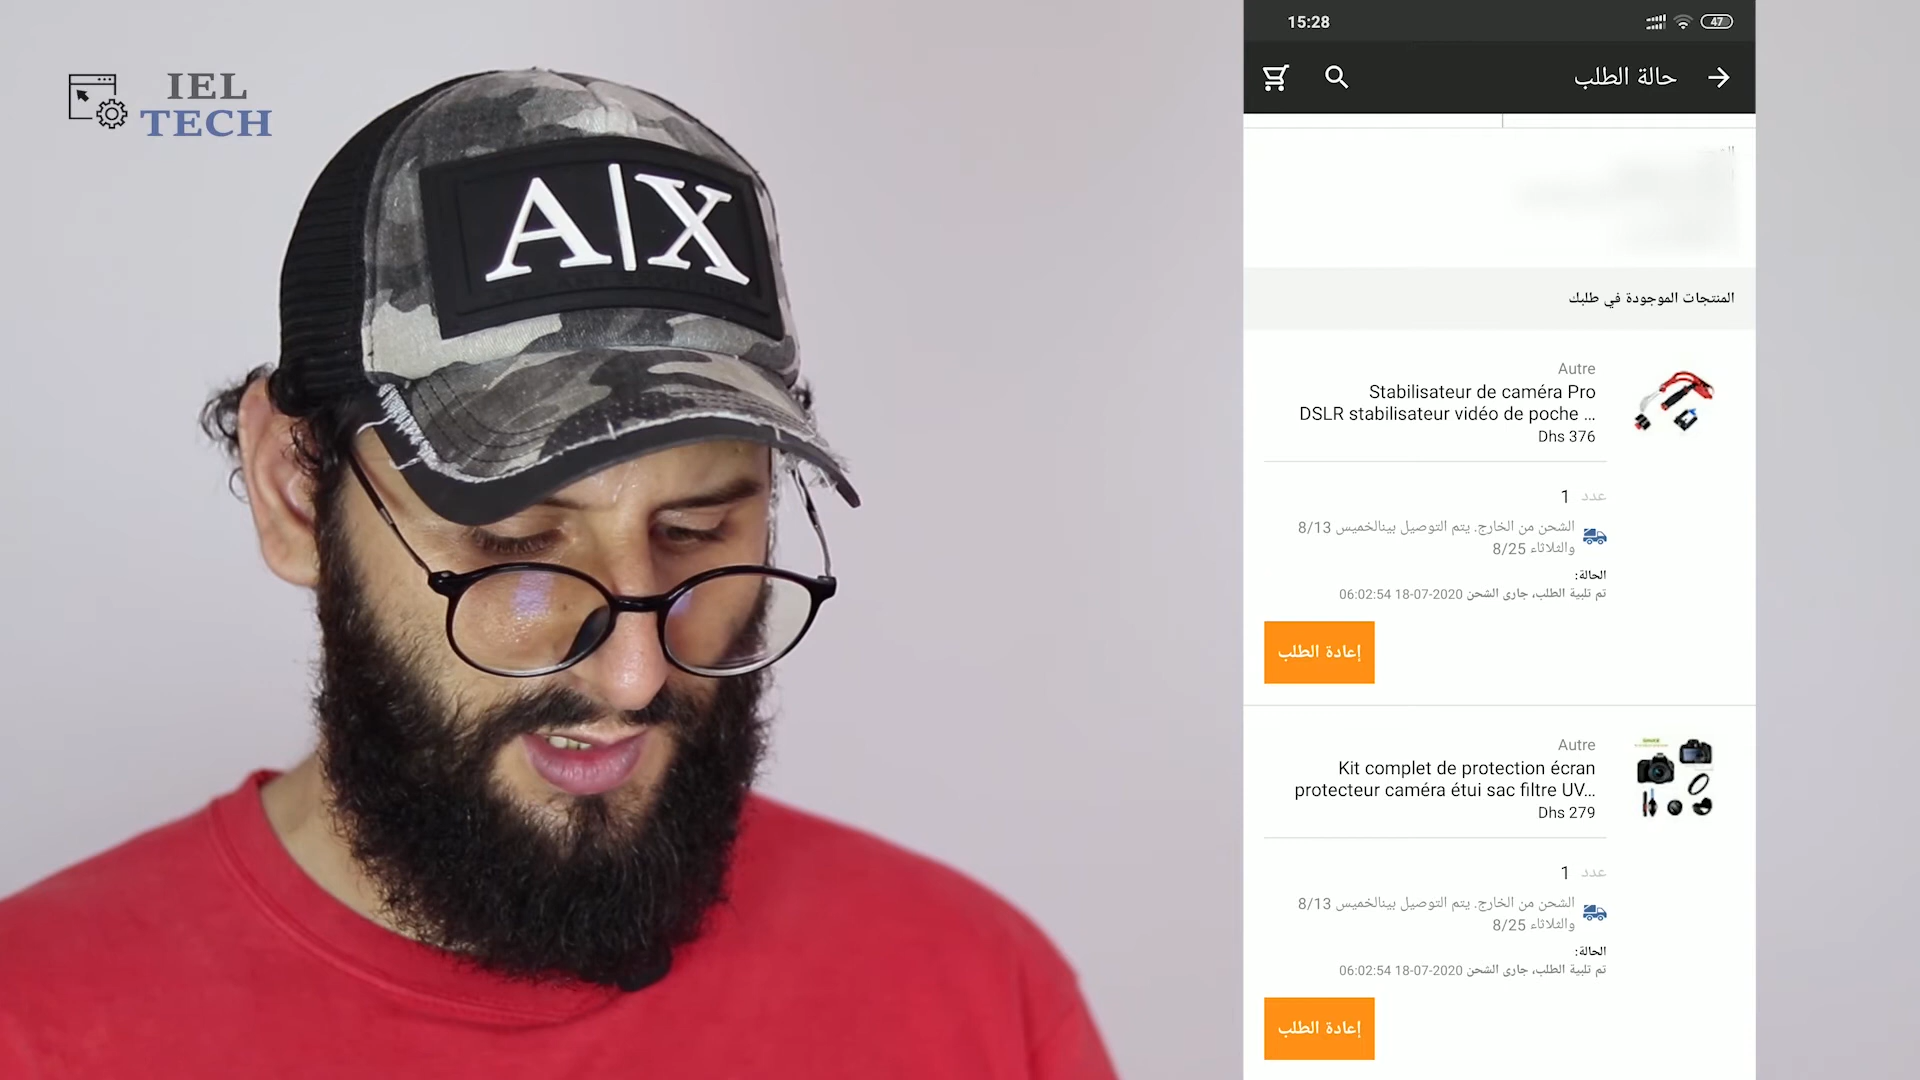 IEL
TECH
A|X
15:28
47
حالة الطلب
المنتجات الموجودة في طلبك
Autre
Stabilisateur de caméra Pro
DSLR stabilisateur vidéo de poche ...
Dhs 376
عدد 1
الشحن من الخارج. يتم التوصيل بينالخميس 8/13
والثلاثاء 8/25
الحالة:
تم تلبية الطلب، جارى الشحن 18-07-2020 06:02:54
إعادة الطلب
Autre
Kit complet de protection écran
protecteur caméra étui sac filtre UV...
Dhs 279
عدد 1
الشحن من الخارج. يتم التوصيل بينالخميس 8/13
والثلاثاء 8/25
الحالة:
تم تلبية الطلب، جارى الشحن 18-07-2020 06:02:54
إعادة الطلب